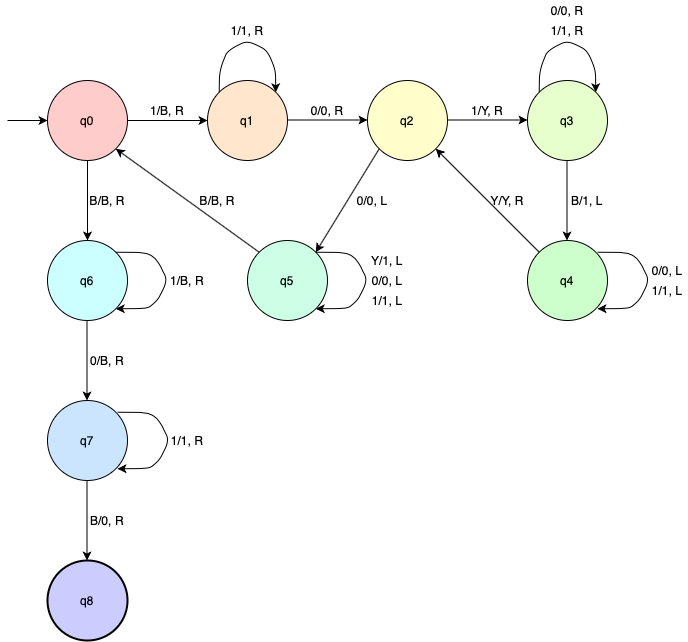 0/0, R
1/1, R
1/1, R
q0
1/B, R
q1
0/0, R
q2
1/Y, R
q3
B/B, R
B/B, R
0/0, L
Y/Y, R
B/1, L
q6
1/B, R
q5
Y/1, L
0/0, L
1/1, L
q4
0/0, L
1/1, L
0/B, R
q7
1/1, R
B/0, R
q8